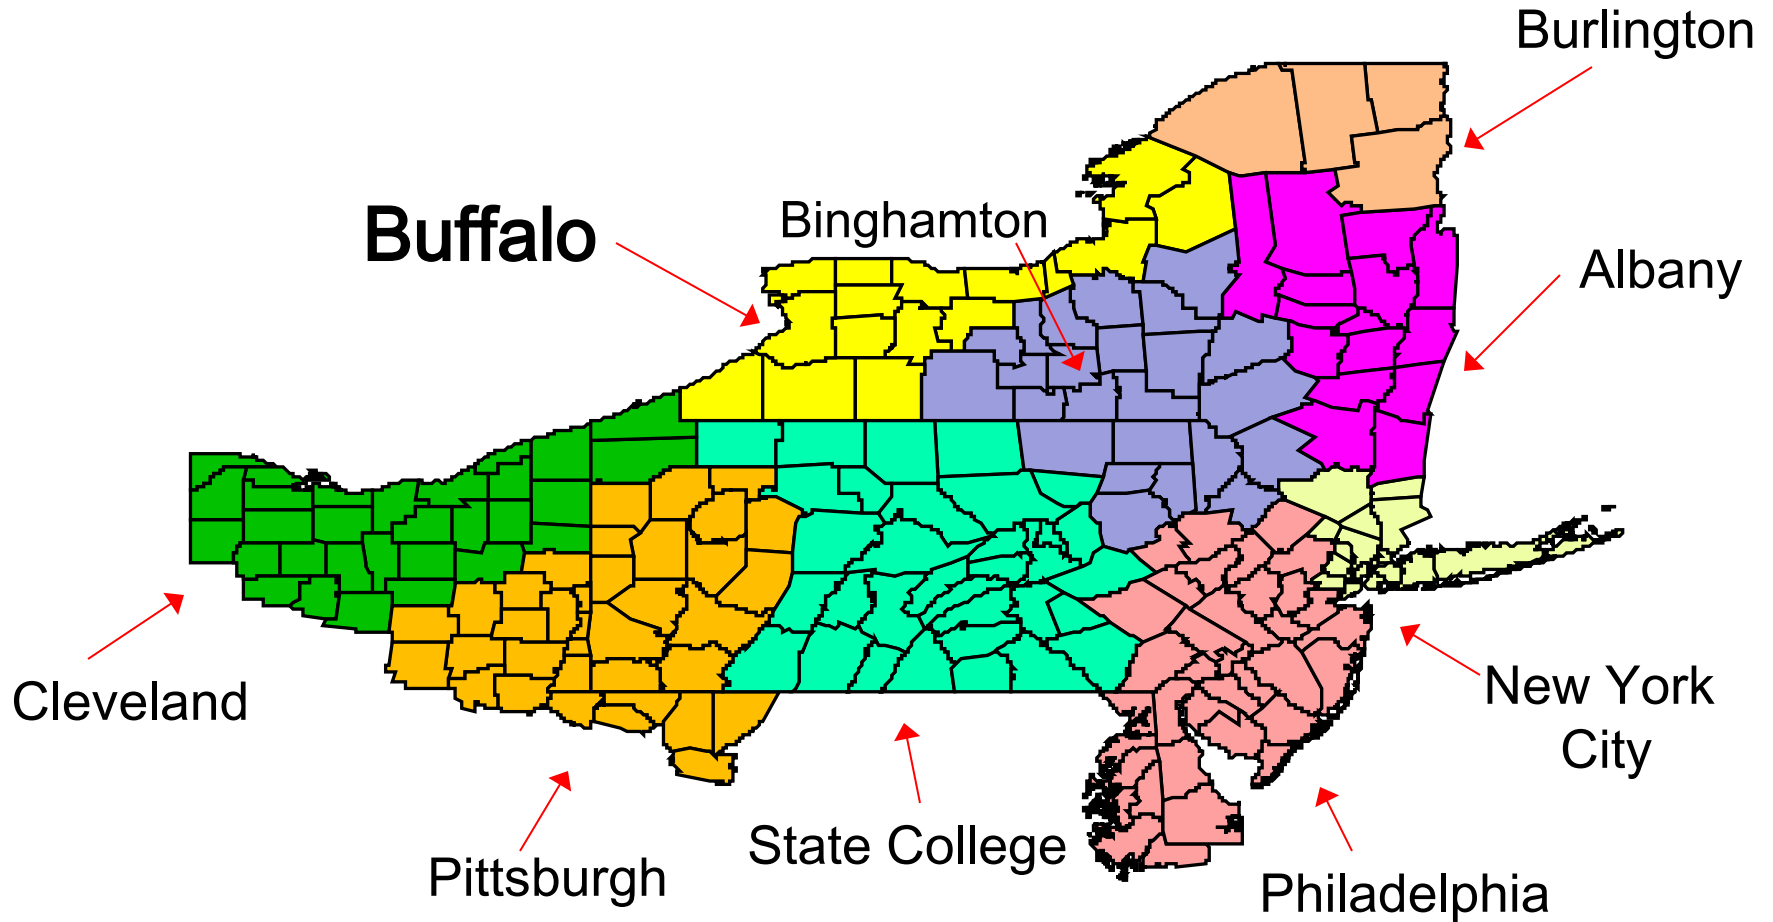 Burlington
Buffalo
Binghamton
Albany
Cleveland
New York
City
State College
Pittsburgh
Philadelphia